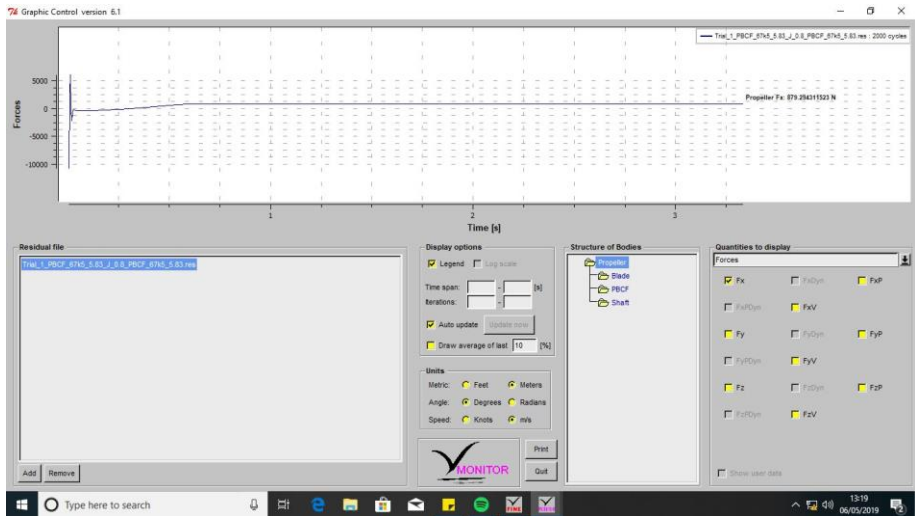 Graphic Control version 6.1
Trial_1_PBCF_67k5_5.83_J_0.8_PBCF_67k5_5.83.res : 2000 cycles
5000
0
-5000
-10000
Forces
Propeller Fx: 879.294311523 N
1
2
3
Time [s]
Residual file
Trial_1_PBCF_67k5_5.83_J_0.8_PBCF_67k5_5.83.res
Add
Remove
Display options
Legend
Log scale
Time span:
-
[s]
Iterations:
-
Auto update
Update now
Draw average of last
10
[%]
Units
Metric:
Feet
Meters
Angle:
Degrees
Radians
Speed:
Knots
m/s
MONITOR
Print
Quit
Structure of Bodies
Propeller
Blade
PBCF
Shaft
Quantities to display
Forces
Fx
FxDyn
FxP
FxPDyn
FxV
Fy
FyDyn
FyP
FyPDyn
FyV
Fz
FzDyn
FzP
FzPDyn
FzV
Show user data
Type here to search
13:19
06/05/2019